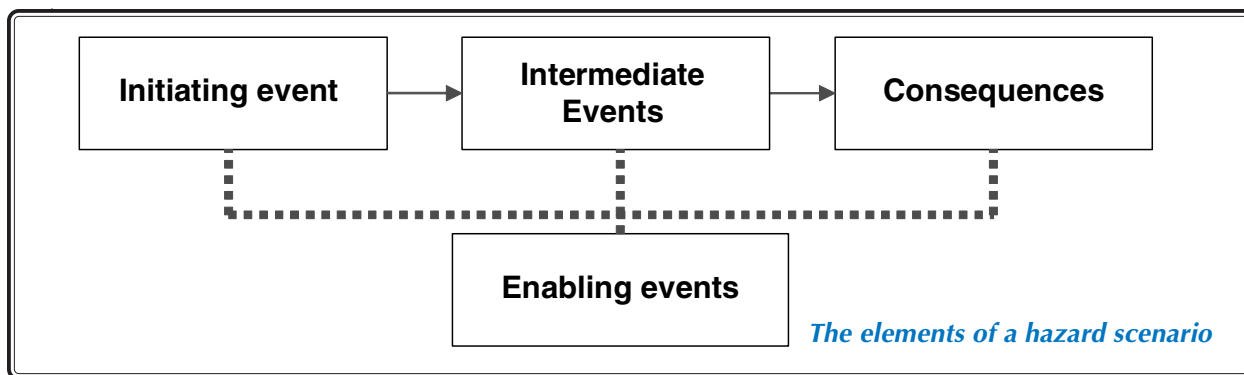 Initiating event
Intermediate
Events
Consequences
Enabling events
The elements of a hazard scenario